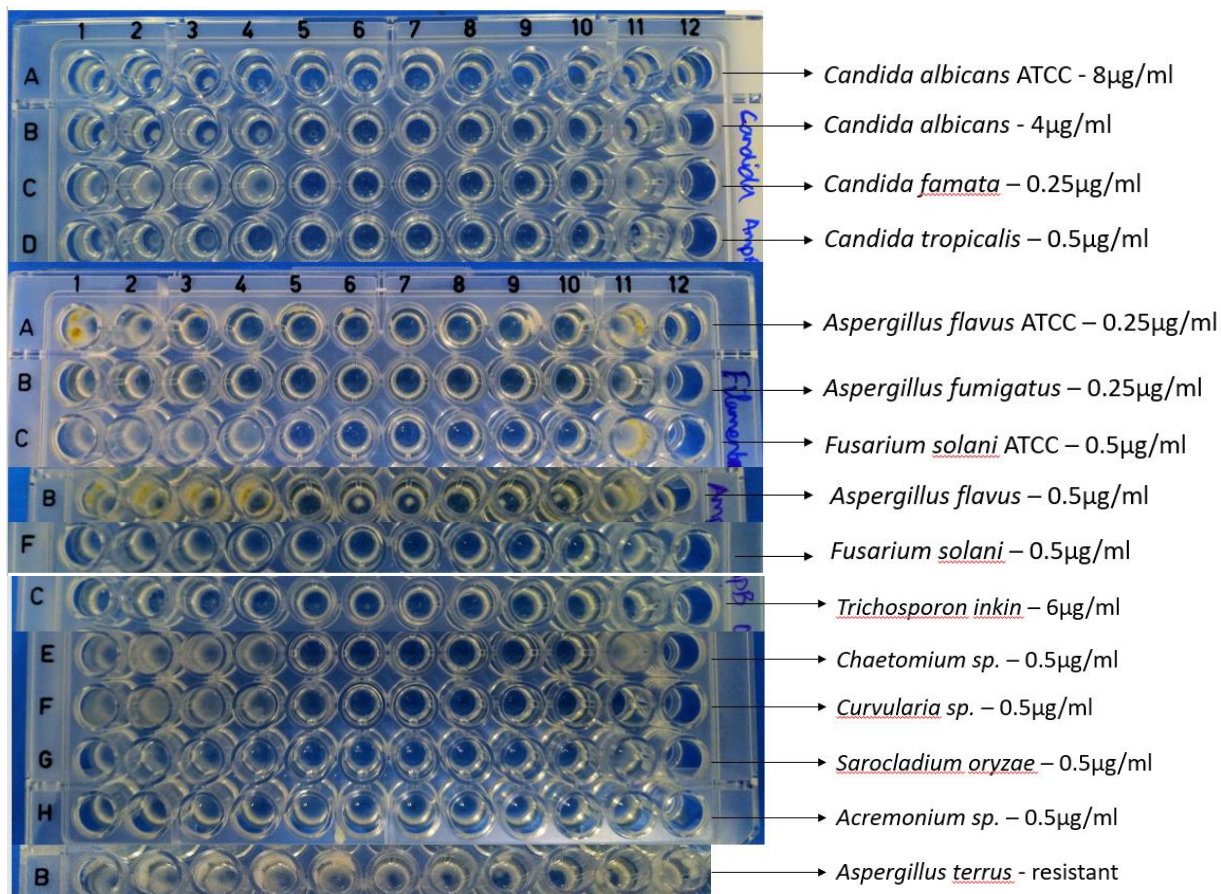 1 2 3 4 5 6 7 8 9 10 11 12
A
Candida albicans ATCC - 8µg/ml
B
Candida albicans - 4µg/ml
C
Candida famata – 0.25µg/ml
D
Candida tropicalis – 0.5µg/ml
Candida
1 2 3 4 5 6 7 8 9 10 11 12
A
Aspergillus flavus ATCC – 0.25µg/ml
B
Aspergillus fumigatus – 0.25µg/ml
C
Fusarium solani ATCC – 0.5µg/ml
B
Aspergillus flavus – 0.5µg/ml
F
Fusarium solani – 0.5µg/ml
C
Trichosporon inkin – 6µg/ml
E
Chaetomium sp. – 0.5µg/ml
F
Curvularia sp. – 0.5µg/ml
G
Sarocladium oryzae – 0.5µg/ml
H
Acremonium sp. – 0.5µg/ml
B
Aspergillus terrus - resistant